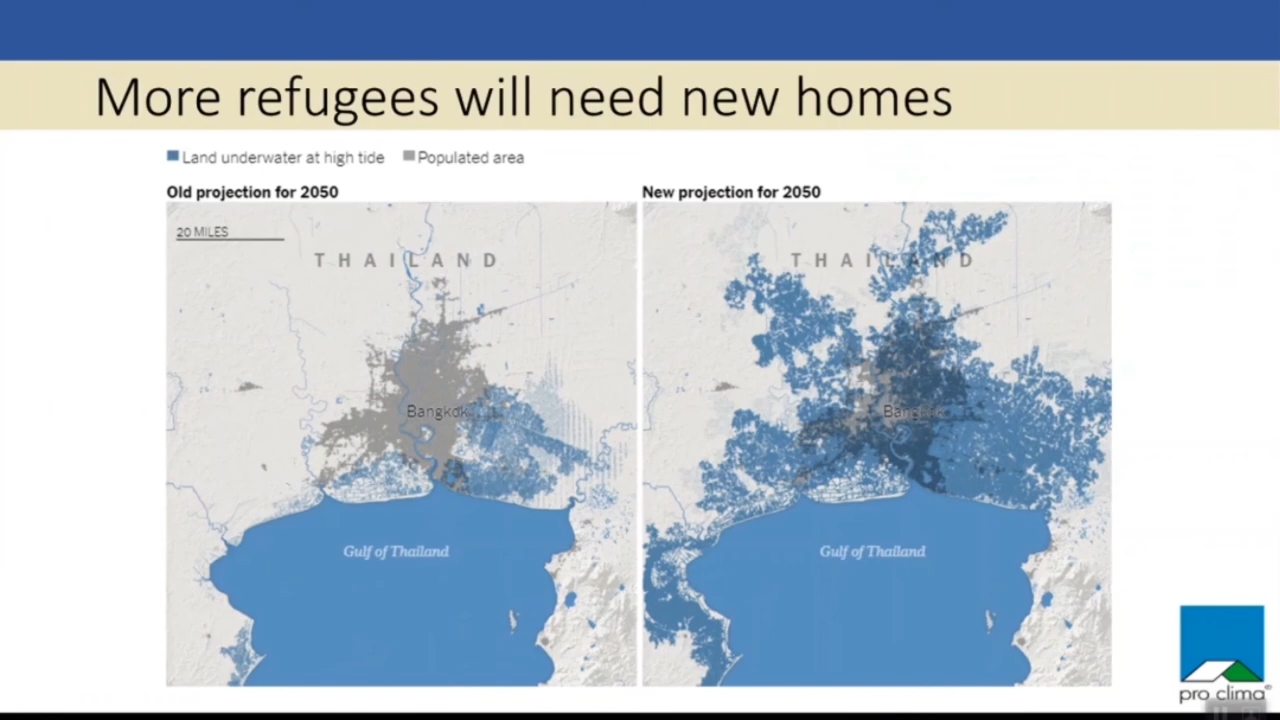 More refugees will need new homes
Land underwater at high tide Populated area
Old projection for 2050
New projection for 2050
20 MILES
THAILAND
THAILAND
Bangkok
Bangkok
Gulf of Thailand
Gulf of Thailand
pro clima®